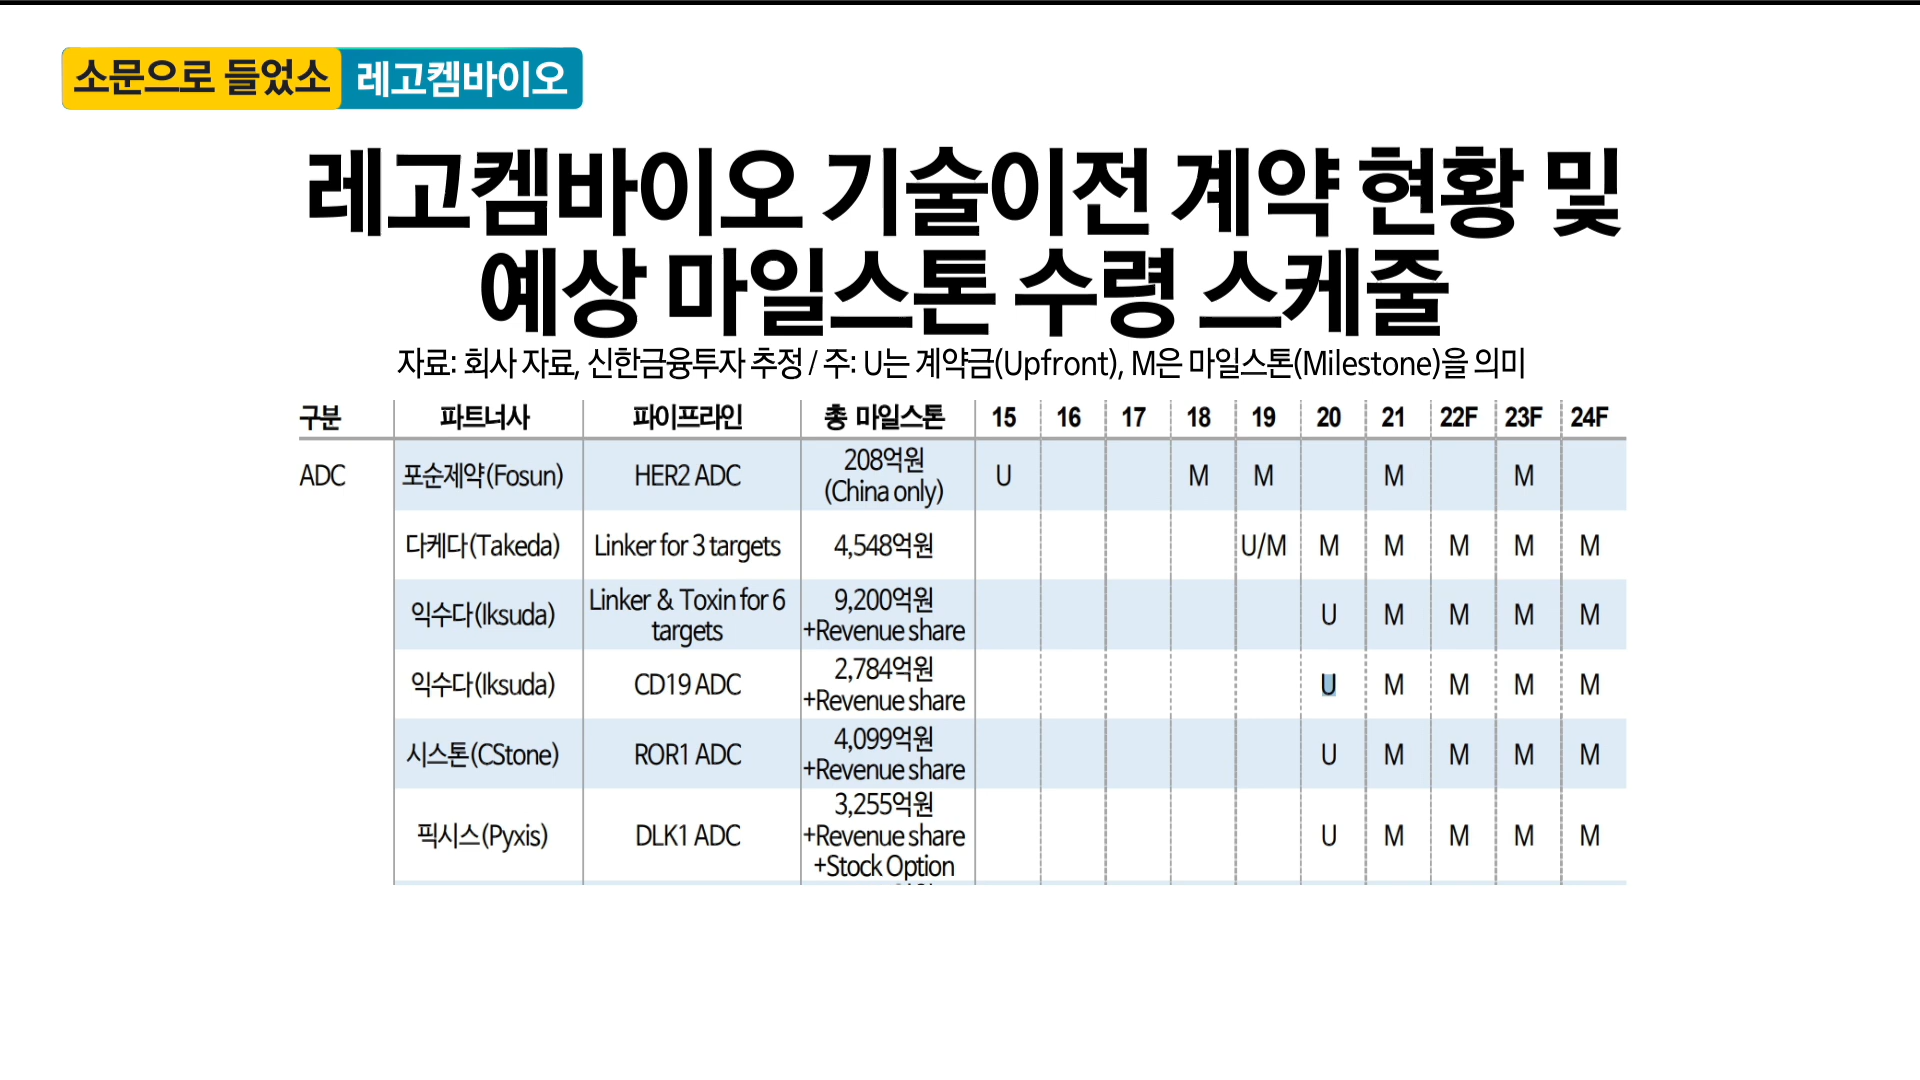 소문으로 들었소 레고켐바이오
레고켐바이오 기술이전 계약 현황 및
예상 마일스톤 수령 스케줄
자료: 회사 자료, 신한금융투자 추정 / 주: U는 계약금(Upfront), M은 마일스톤(Milestone)을 의미
구분 파트너사 파이프라인 총 마일스톤 15 16 17 18 19 20 21 22F 23F 24F
ADC 포순제약(Fosun) HER2 ADC 208억원 (China only) U M M M M
다케다(Takeda) Linker for 3 targets 4,548억원 U/M M M M M M
익수다(Iksuda) Linker & Toxin for 6 targets 9,200억원 +Revenue share U M M M M
익수다(Iksuda) CD19 ADC 2,784억원 +Revenue share U M M M M
시스톤(CStone) ROR1 ADC 4,099억원 +Revenue share U M M M M
픽시스(Pyxis) DLK1 ADC 3,255억원 +Revenue share +Stock Option U M M M M